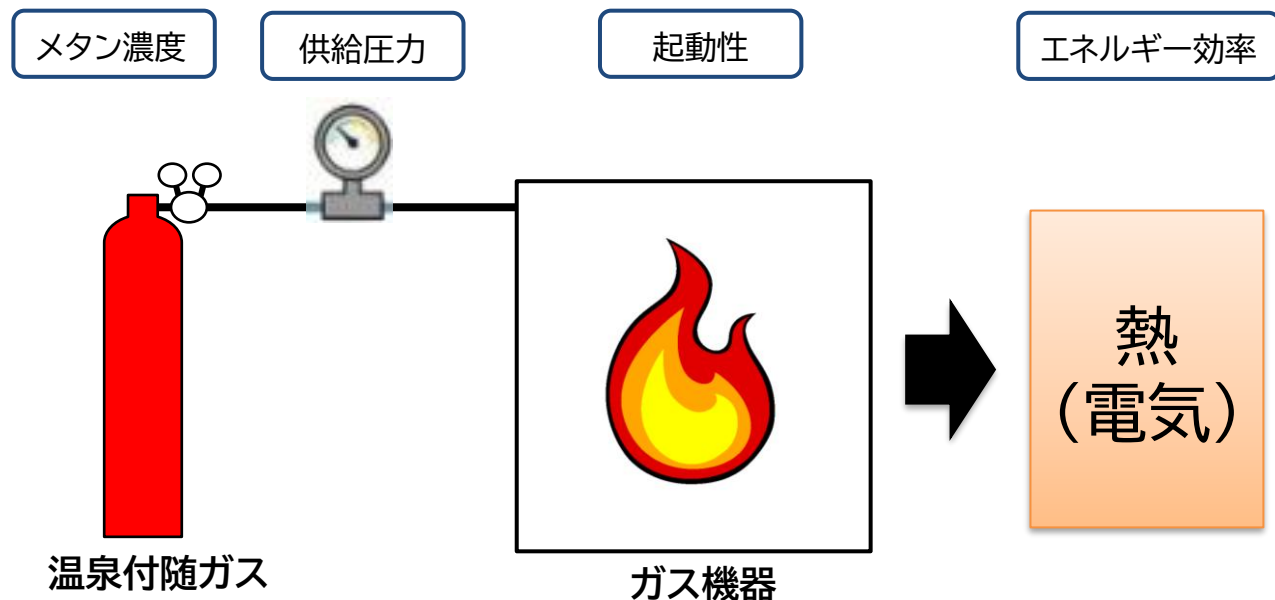 メタン濃度
供給圧力
起動性
エネルギー効率
熱
（電気）
温泉付随ガス
ガス機器